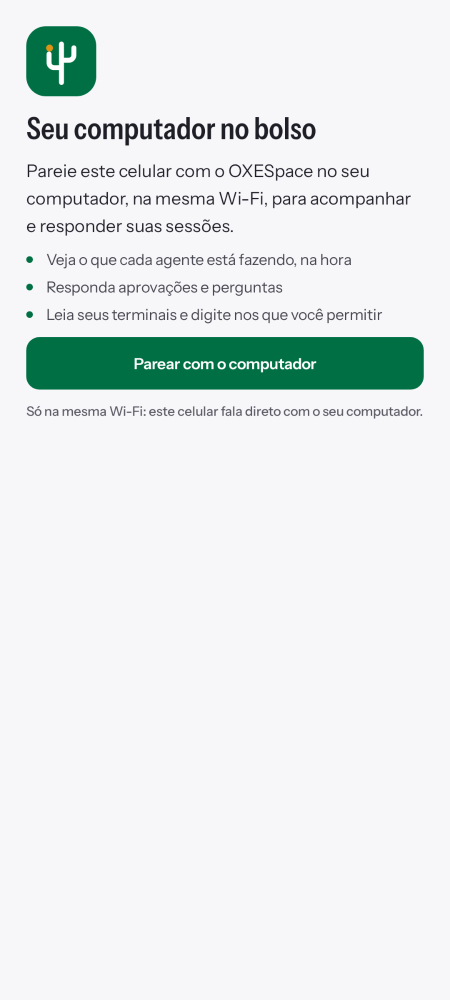 Seu computador no bolso
Pareie este celular com o OXESpace no seu
computador, na mesma Wi-Fi, para acompanhar
e responder suas sessões.
Veja o que cada agente está fazendo, na hora
Responda aprovações e perguntas
Leia seus terminais e digite nos que você permitir
Parear com o computador
Só na mesma Wi-Fi: este celular fala direto com o seu computador.